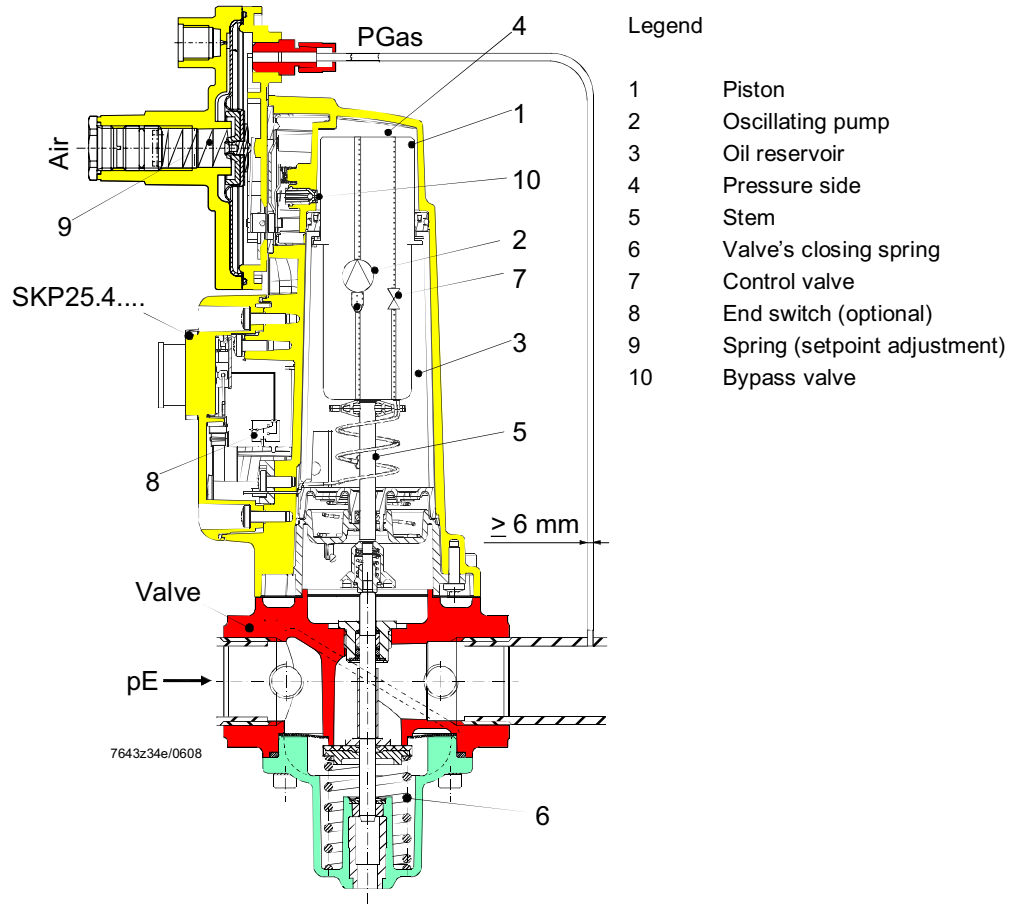 PGas
4
Legend
1
1 Piston
2 Oscillating pump
3 Oil reservoir
4 Pressure side
5 Stem
6 Valve's closing spring
7 Control valve
8 End switch (optional)
9 Spring (setpoint adjustment)
10 Bypass valve
Air
10
9
2
7
SKP25.4....
3
5
8
≥ 6 mm
Valve
pE
7643z34e/0608
6